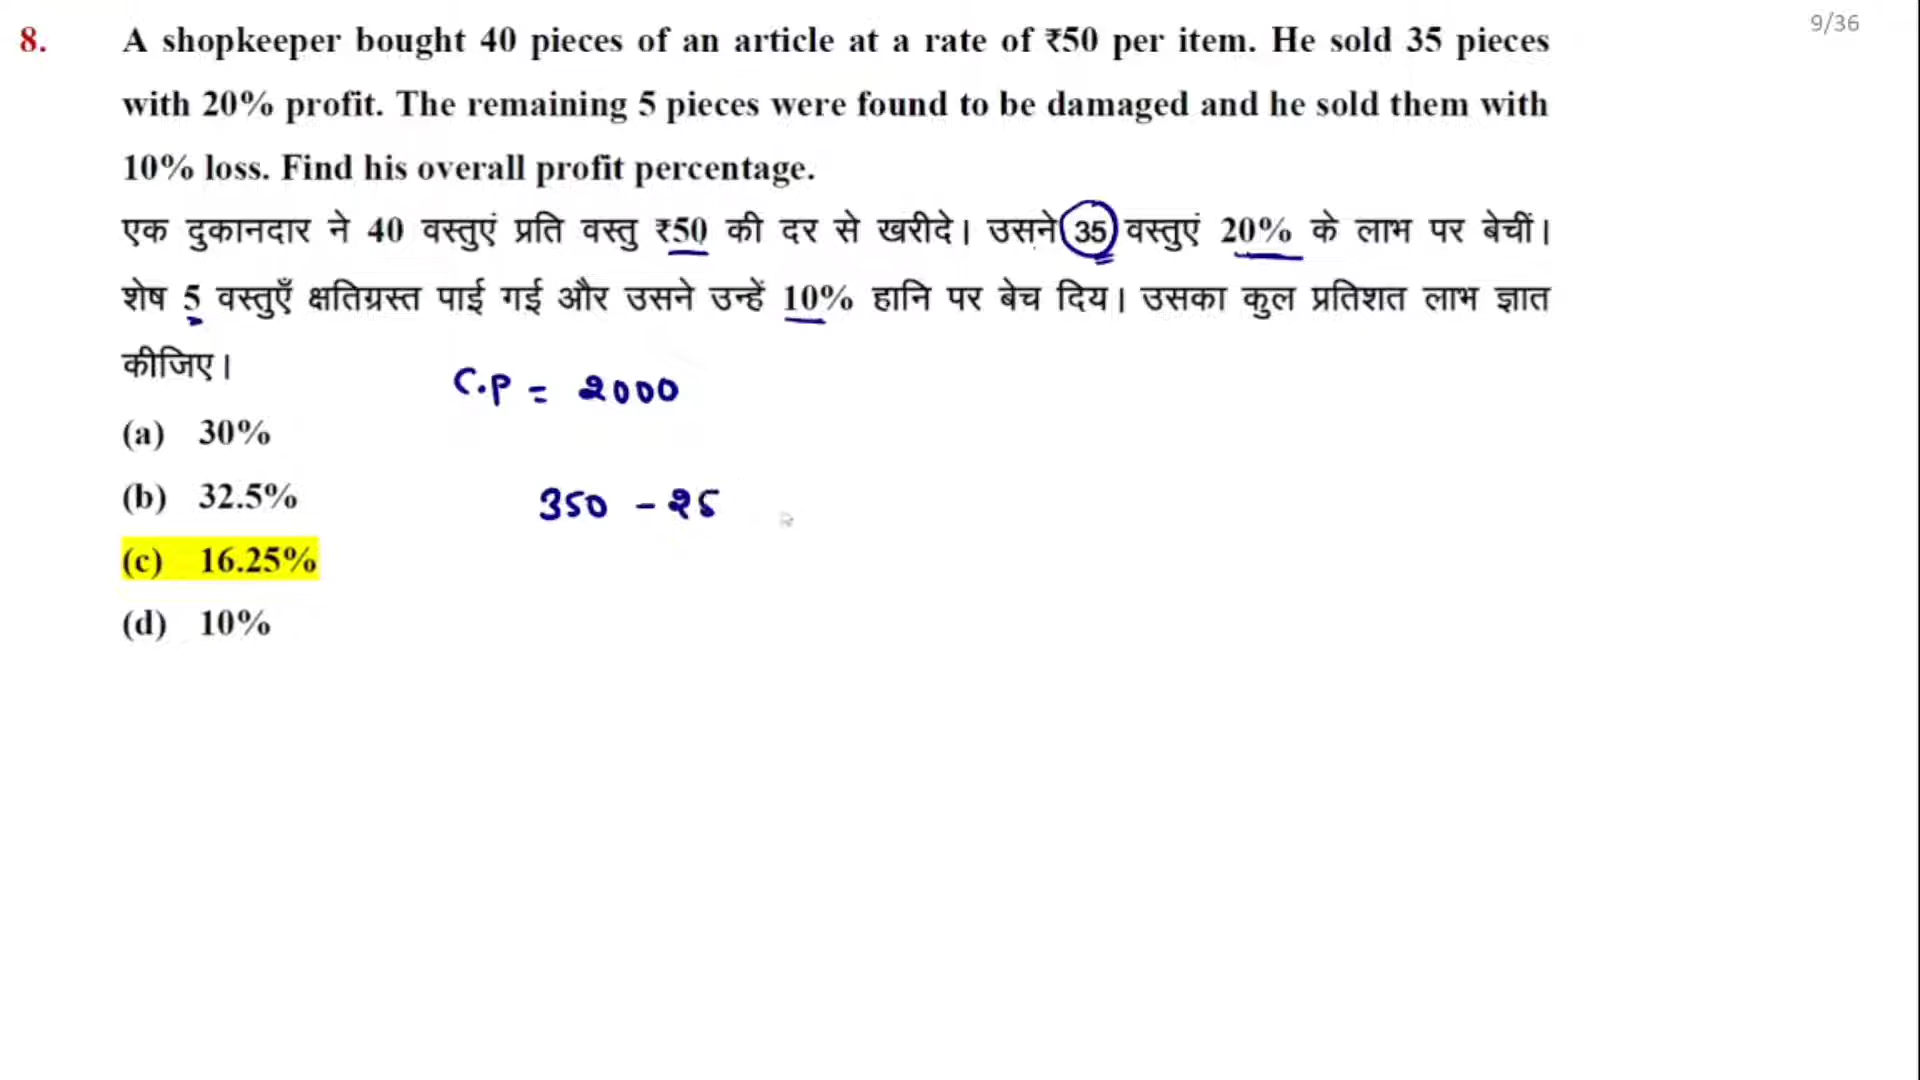 9/36
8. A shopkeeper bought 40 pieces of an article at a rate of ₹50 per item. He sold 35 pieces
with 20% profit. The remaining 5 pieces were found to be damaged and he sold them with
10% loss. Find his overall profit percentage.
एक दुकानदार ने 40 वस्तुएं प्रति वस्तु ₹50 की दर से खरीदे। उसने 35 वस्तुएं 20% के लाभ पर बेचीं।
शेष 5 वस्तुएँ क्षतिग्रस्त पाई गई और उसने उन्हें 10% हानि पर बेच दिय। उसका कुल प्रतिशत लाभ ज्ञात
कीजिए।
C.P = 2000
(a) 30%
(b) 32.5%
350 - 25
(c) 16.25%
(d) 10%